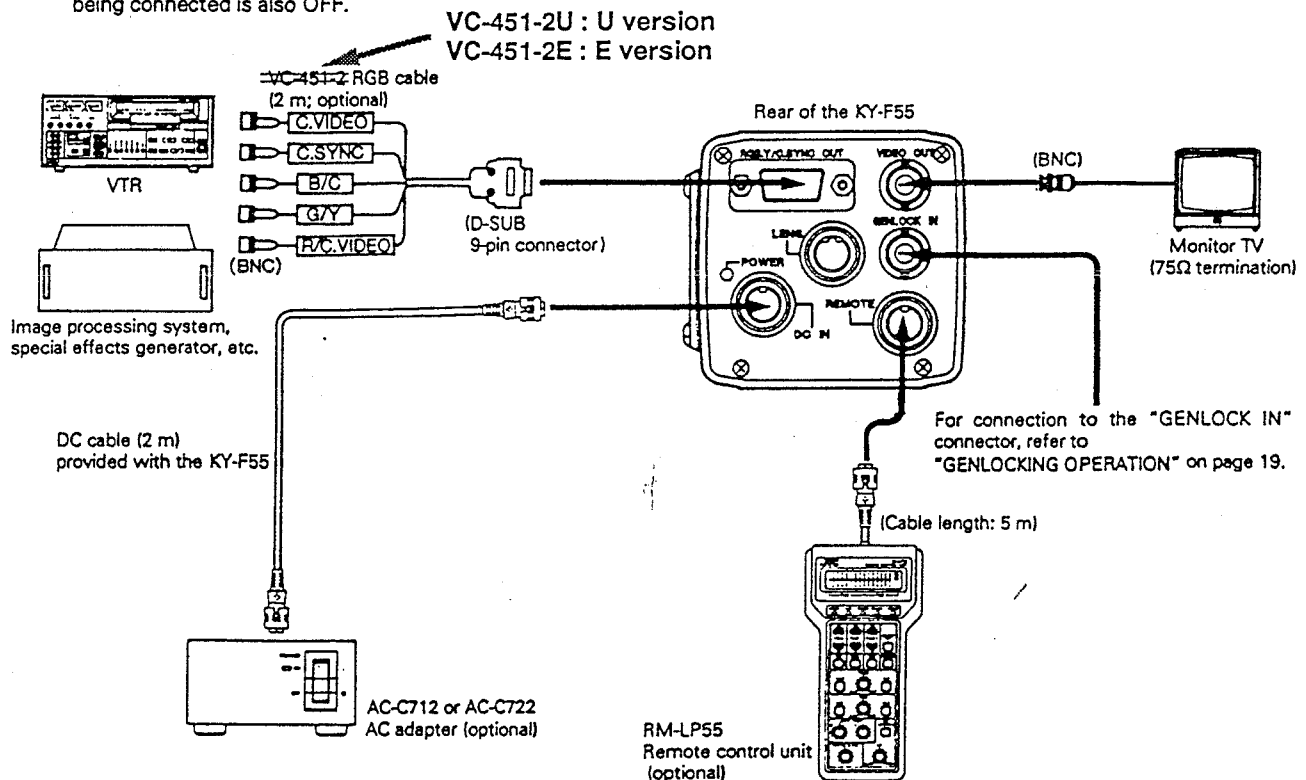 being connected is also OFF.
VC-451-2U : U version
VC-451-2E : E version
VC-451-2 RGB cable
(2 m; optional)
C.VIDEO
C.SYNC
B/C
G/Y
R/C.VIDEO
(BNC)
VTR
Image processing system,
special effects generator, etc.
(D-SUB
9-pin connector)
Rear of the KY-F55
RGB,Y/C.SYNC OUT
VIDEO OUT
GENLOCK IN
LENS
POWER
REMOTE
DC IN
(BNC)
Monitor TV
(75Ω termination)
DC cable (2 m)
provided with the KY-F55
For connection to the "GENLOCK IN"
connector, refer to
"GENLOCKING OPERATION" on page 19.
(Cable length: 5 m)
AC-C712 or AC-C722
AC adapter (optional)
RM-LP55
Remote control unit
(optional)